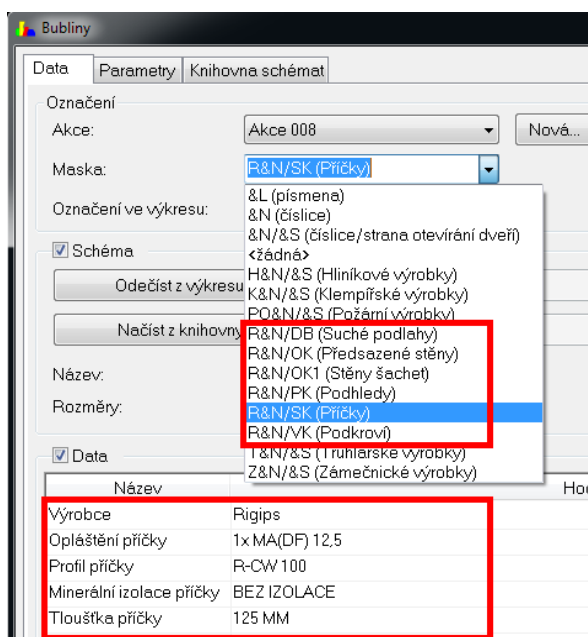 Bubliny
Data Parametry Knihovna schémat
Označení
Akce: Akce 008 Nová...
Maska: R&N/SK (Příčky)
&L (písmena)
Označení ve výkresu: &N (číslice)
&N/&S (číslice/strana otevírání dveří)
Schéma <žádná>
H&N/&S (Hliníkové výrobky)
Odečíst z výkresu K&N/&S (Klempířské výrobky)
PO&N/&S (Požární výrobky)
Načíst z knihovny R&N/DB (Suché podlahy)
R&N/OK (Předsazené stěny)
R&N/OK1 (Stěny šachet)
Název: R&N/PK (Podhledy)
Rozměry: R&N/SK (Příčky)
R&N/VK (Podkroví)
Data T&N/&S (Truhlářské výrobky)
Z&N/&S (Zámečnické výrobky)
Název Hod
Výrobce Rigips
Opláštění příčky 1x MA(DF) 12,5
Profil příčky R-CW 100
Minerální izolace příčky BEZ IZOLACE
Tloušťka příčky 125 MM